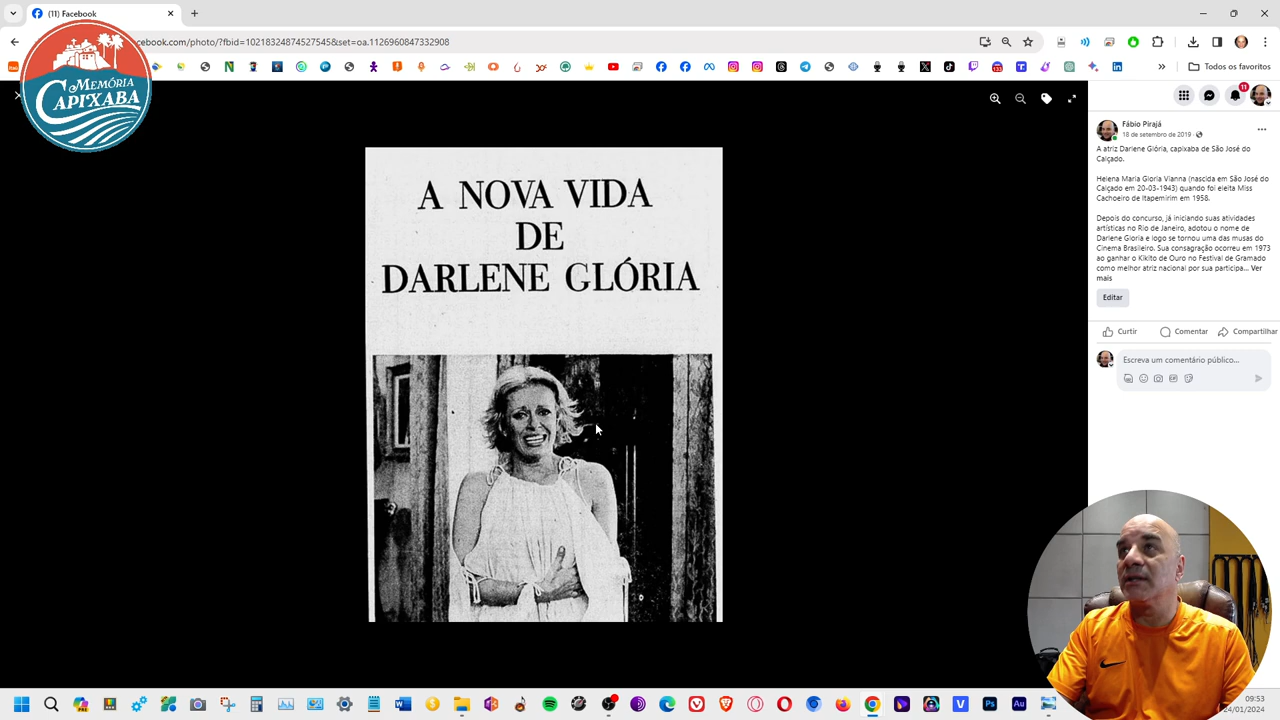 (11) Facebook
cebook.com/photo/?fbid=10218324874527545&set=oa.1126960847332908
Todos os favoritos
MEMÓRIA
CAPIXABA
A NOVA VIDA
DE
DARLENE GLÓRIA
11
Fábio Pirajá
18 de setembro de 2019
A atriz Darlene Glória, capixaba de São José do
Calçado.
Helena Maria Gloria Vianna (nascida em São José do
Calçado em 20-03-1943) quando foi eleita Miss
Cachoeiro de Itapemirim em 1958.
Depois do concurso, já iniciando suas atividades
artísticas no Rio de Janeiro, adotou o nome de
Darlene Gloria e logo se tornou uma das musas do
Cinema Brasileiro. Sua consagração ocorreu em 1973
ao ganhar o Kikito de Ouro no Festival de Gramado
como melhor atriz nacional por sua participa... Ver
mais
Editar
Curtir
Comentar
Compartilhar
Escreva um comentário público...
09:53
24/01/2024